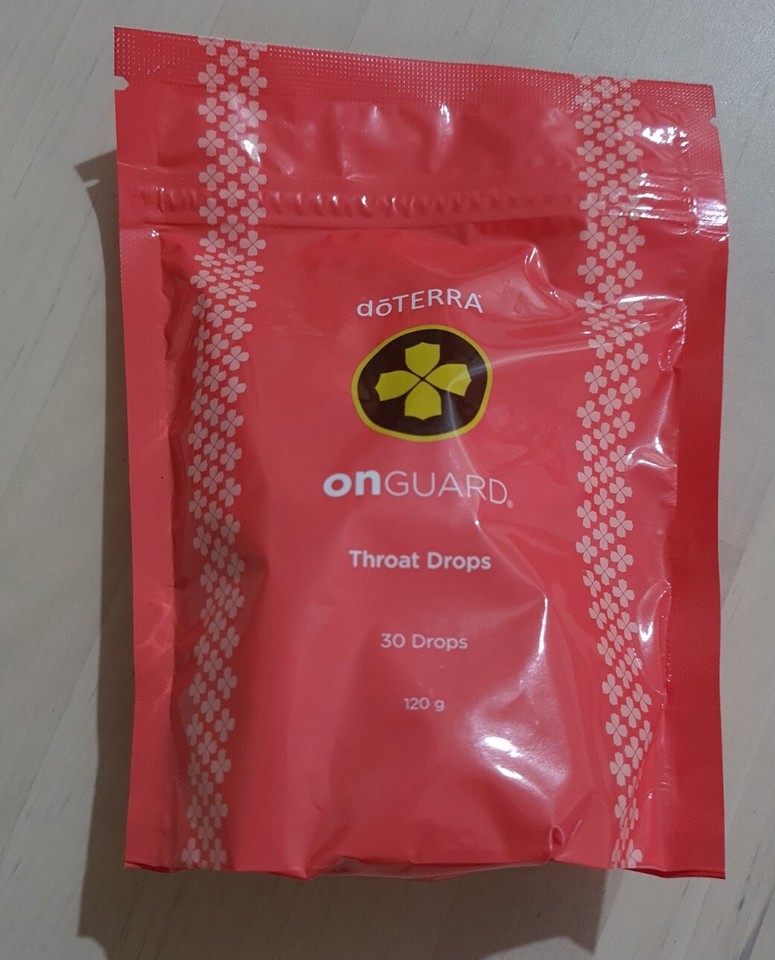 dōTERRA
onGUARD®
Throat Drops
30 Drops
120 g